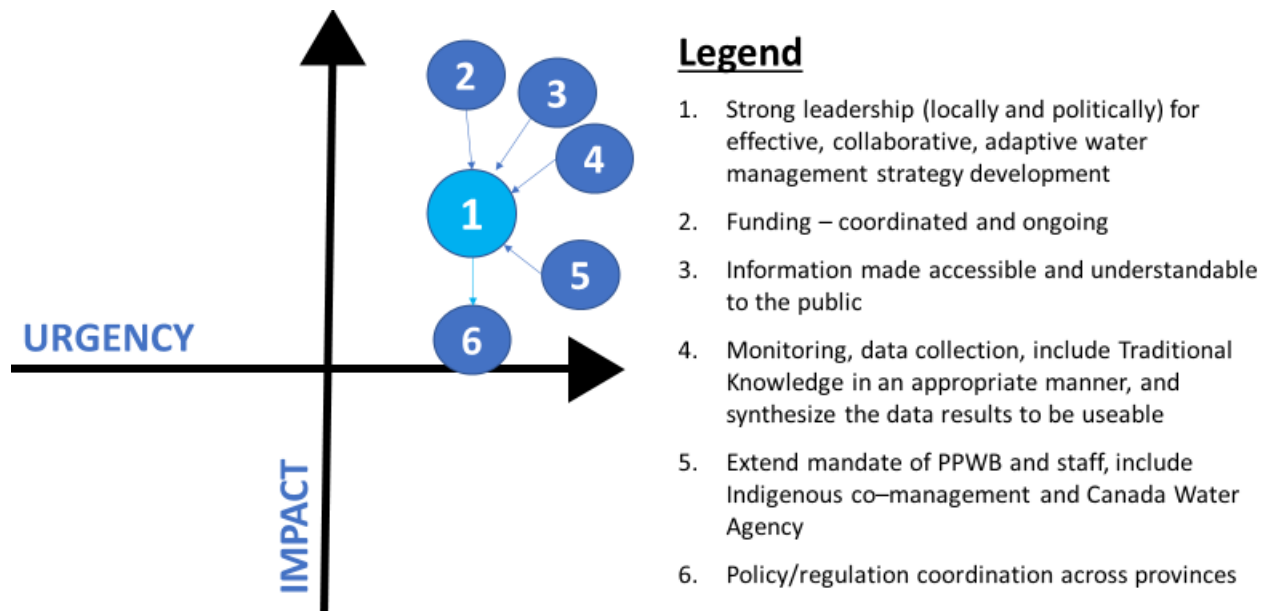 2
3
4
1
5
6
URGENCY
IMPACT
Legend
1. Strong leadership (locally and politically) for
effective, collaborative, adaptive water
management strategy development
2. Funding – coordinated and ongoing
3. Information made accessible and understandable
to the public
4. Monitoring, data collection, include Traditional
Knowledge in an appropriate manner, and
synthesize the data results to be useable
5. Extend mandate of PPWB and staff, include
Indigenous co–management and Canada Water
Agency
6. Policy/regulation coordination across provinces